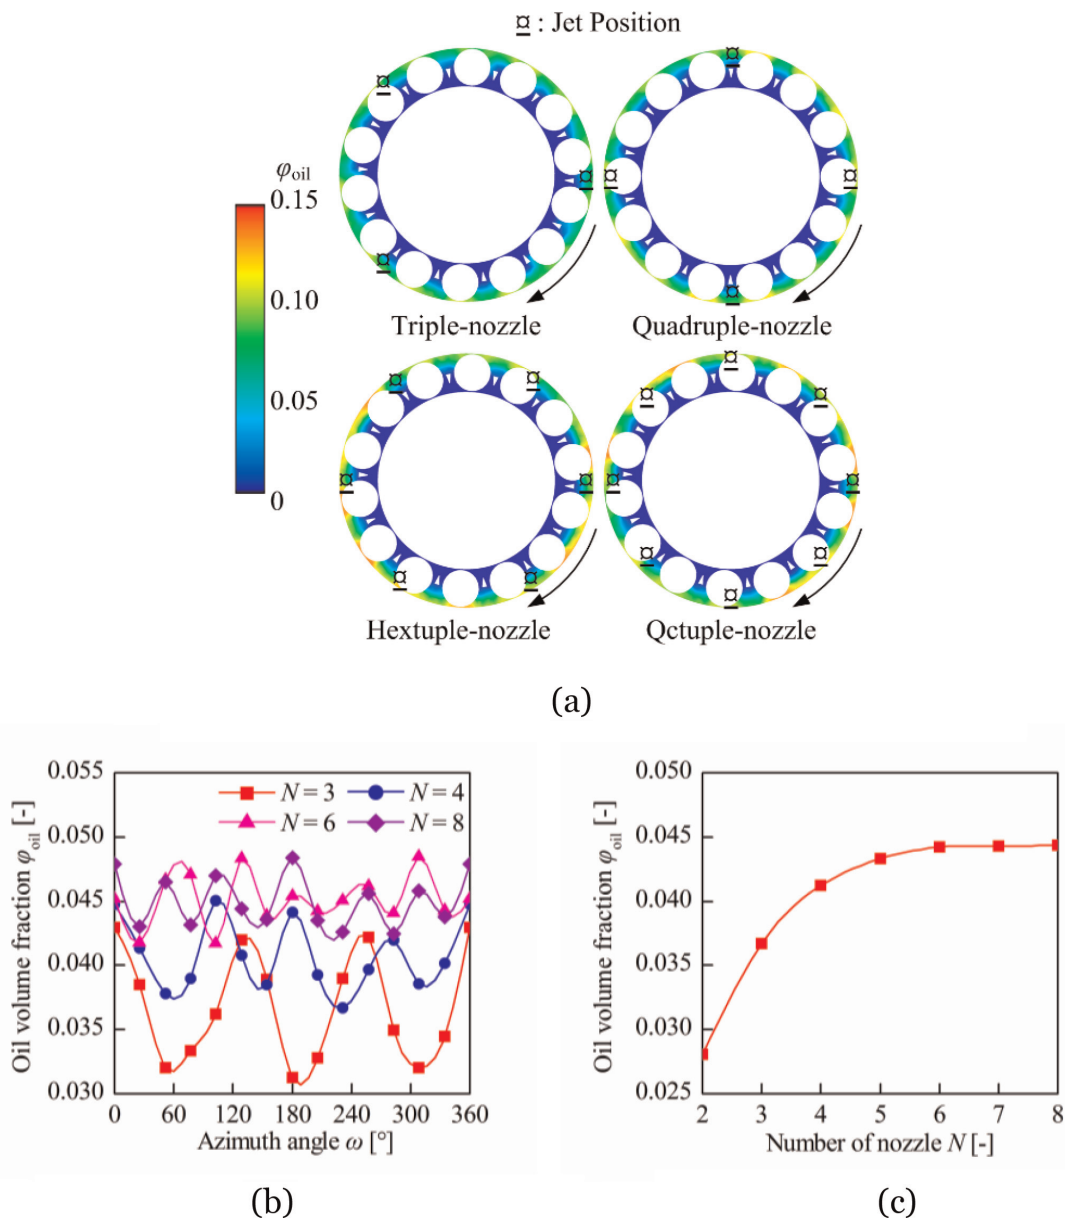 ¤ : Jet Position
φoil
0.15
0.10
0.05
0
¤
¤
¤
Triple-nozzle
¤
¤
¤
¤
Quadruple-nozzle
¤
¤
¤
¤
¤
¤
Hextuple-nozzle
¤
¤
¤
¤
¤
¤
¤
¤
Qctuple-nozzle
(a)
Oil volume fraction φoil [-]
0.055
0.050
0.045
0.040
0.035
0.030
N = 3
N = 4
N = 6
N = 8
0 60 120 180 240 300 360
Azimuth angle ω [°]
(b)
Oil volume fraction φoil [-]
0.050
0.045
0.040
0.035
0.030
0.025
2 3 4 5 6 7 8
Number of nozzle N [-]
(c)